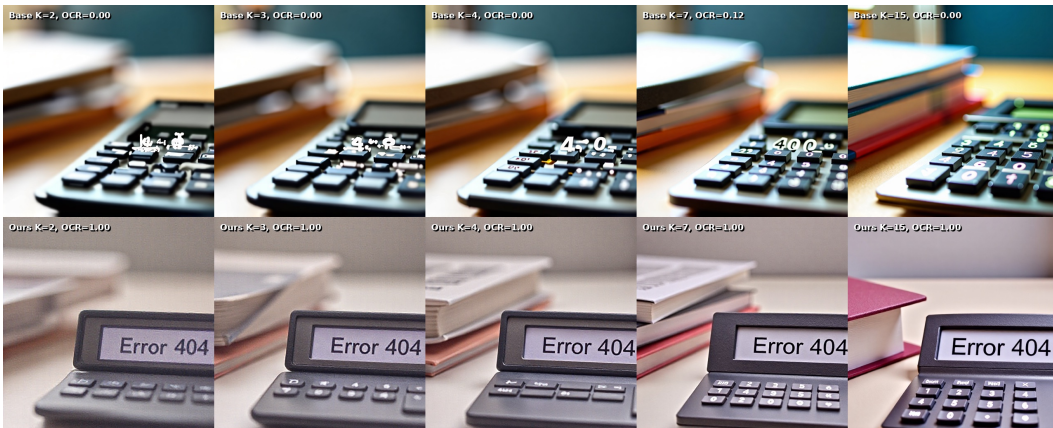 Base K=2, OCR=0.00
Base K=3, OCR=0.00
Base K=4, OCR=0.00
Base K=7, OCR=0.12
Base K=15, OCR=0.00
4-0
400
Ours K=2, OCR=1.00
Ours K=3, OCR=1.00
Ours K=4, OCR=1.00
Ours K=7, OCR=1.00
Ours K=15, OCR=1.00
Error 404
Error 404
Error 404
Error 404
Error 404